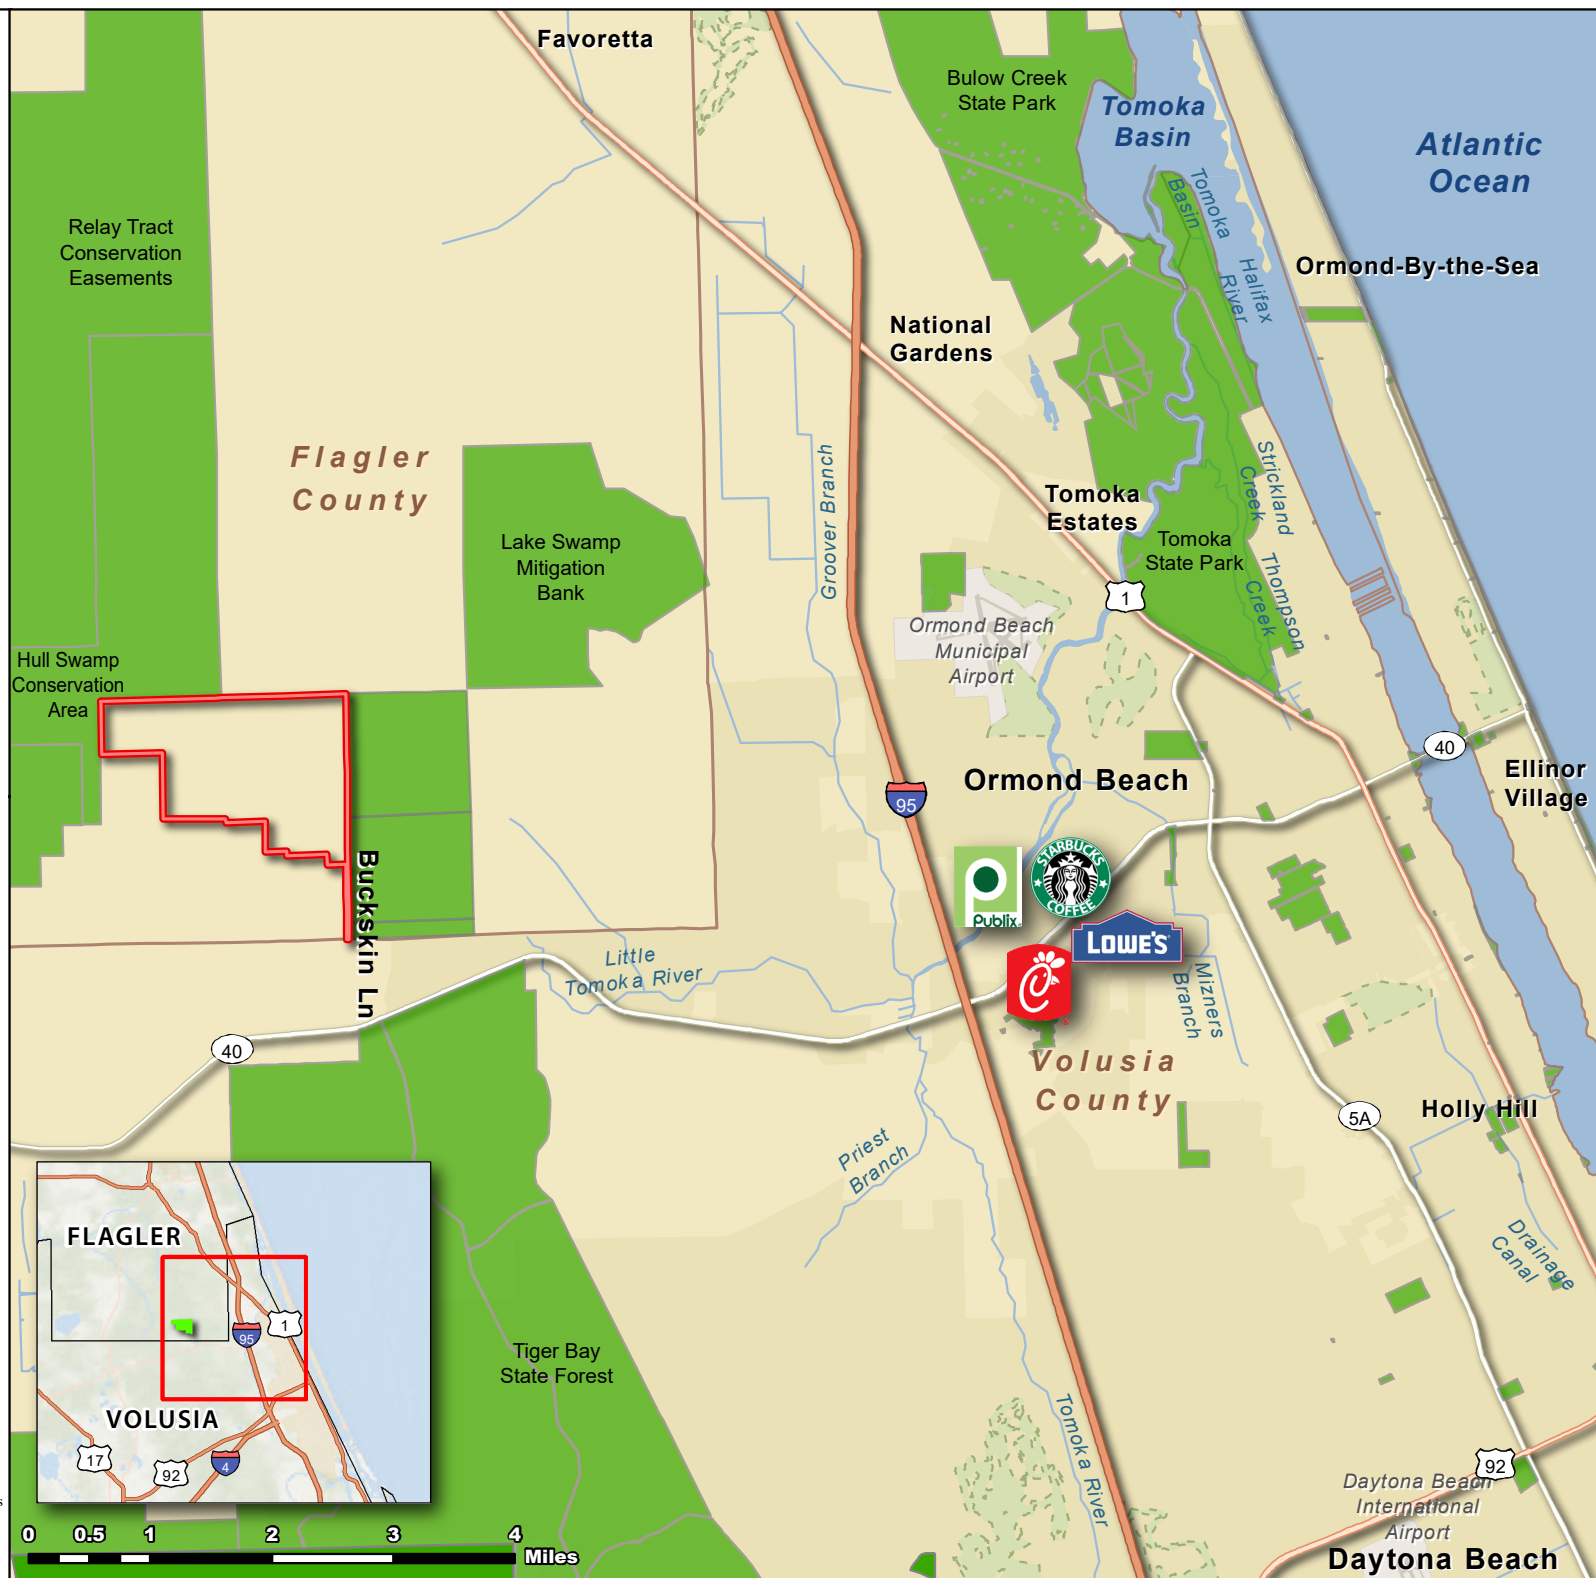 Favoretta
Bulow Creek
State Park
Tomoka
Basin
Atlantic
Ocean
Tomoka
Basin
Relay Tract
Conservation
Easements
Halifax
River
Ormond-By-the-Sea
National
Gardens
Flagler
County
Groover Branch
Strickland
Creek
Tomoka
Estates
Lake Swamp
Mitigation
Bank
Tomoka
State Park
Thompson
Creek
1
Ormond Beach
Municipal
Airport
Hull Swamp
Conservation
Area
40
Ellinor
Village
Ormond Beach
95
Buckskin Ln
Publix
STARBUCKS
COFFEE
LOWE'S
Little
Tomoka River
Mizners
Branch
40
Volusia
County
5A
Holly Hill
Priest
Branch
Drainage
Canal
FLAGLER
1
95
VOLUSIA
17
92
4
Tiger Bay
State Forest
Tomoka River
92
Daytona Beach
International
Airport
Daytona Beach
s
0 0.5 1 2 3 4
Miles